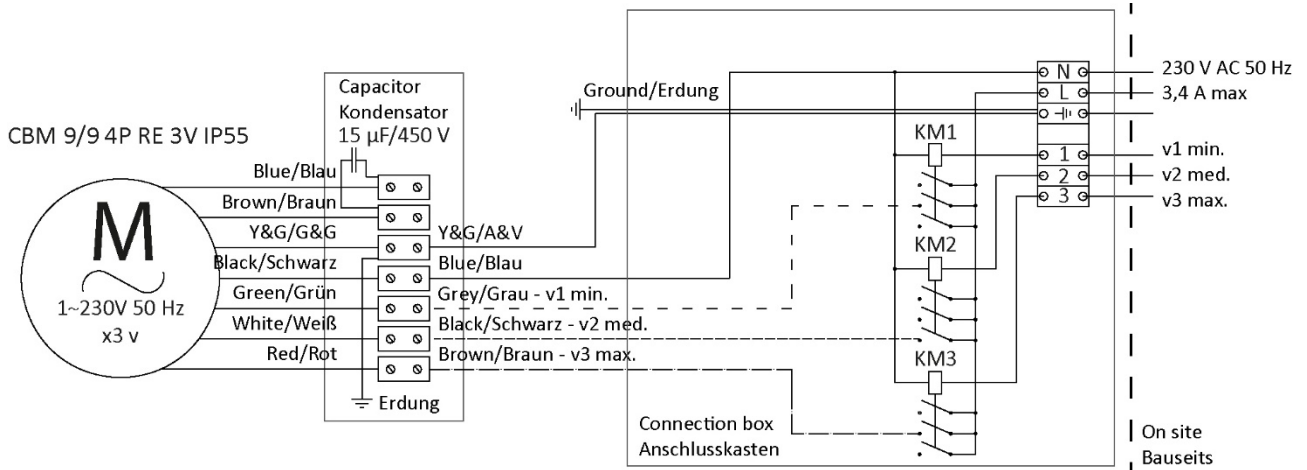 CBM 9/9 4P RE 3V IP55
M
1~230V 50 Hz
x3 v
Capacitor
Kondensator
15 µF/450 V
Blue/Blau
Brown/Braun
Y&G/G&G
Black/Schwarz
Green/Grün
White/Weiß
Red/Rot
Erdung
Y&G/A&V
Blue/Blau
Grey/Grau - v1 min.
Black/Schwarz - v2 med.
Brown/Braun - v3 max.
Ground/Erdung
KM1
KM2
KM3
Connection box
Anschlusskasten
N
L
1
2
3
230 V AC 50 Hz
3,4 A max
v1 min.
v2 med.
v3 max.
On site
Bauseits